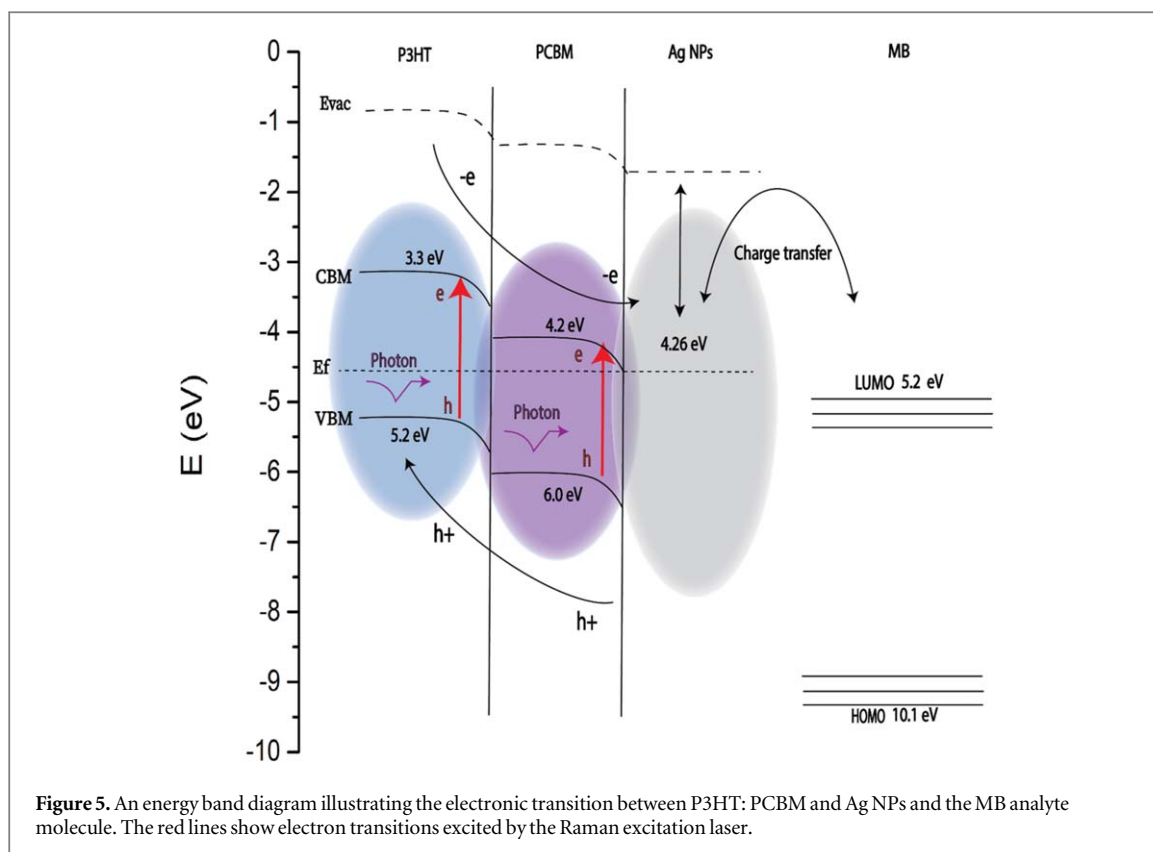 P3HT PCBM Ag NPs MB
0
-1
-2
-3
-4
-5
-6
-7
-8
-9
-10
E (eV)
Evac
-e
-e
CBM
3.3 eV
e
Charge transfer
4.2 eV
e
4.26 eV
Ef
Photon
LUMO 5.2 eV
h
VBM
5.2 eV
Photon
h
6.0 eV
h+
h+
HOMO 10.1 eV
Figure 5. An energy band diagram illustrating the electronic transition between P3HT: PCBM and Ag NPs and the MB analyte
molecule. The red lines show electron transitions excited by the Raman excitation laser.